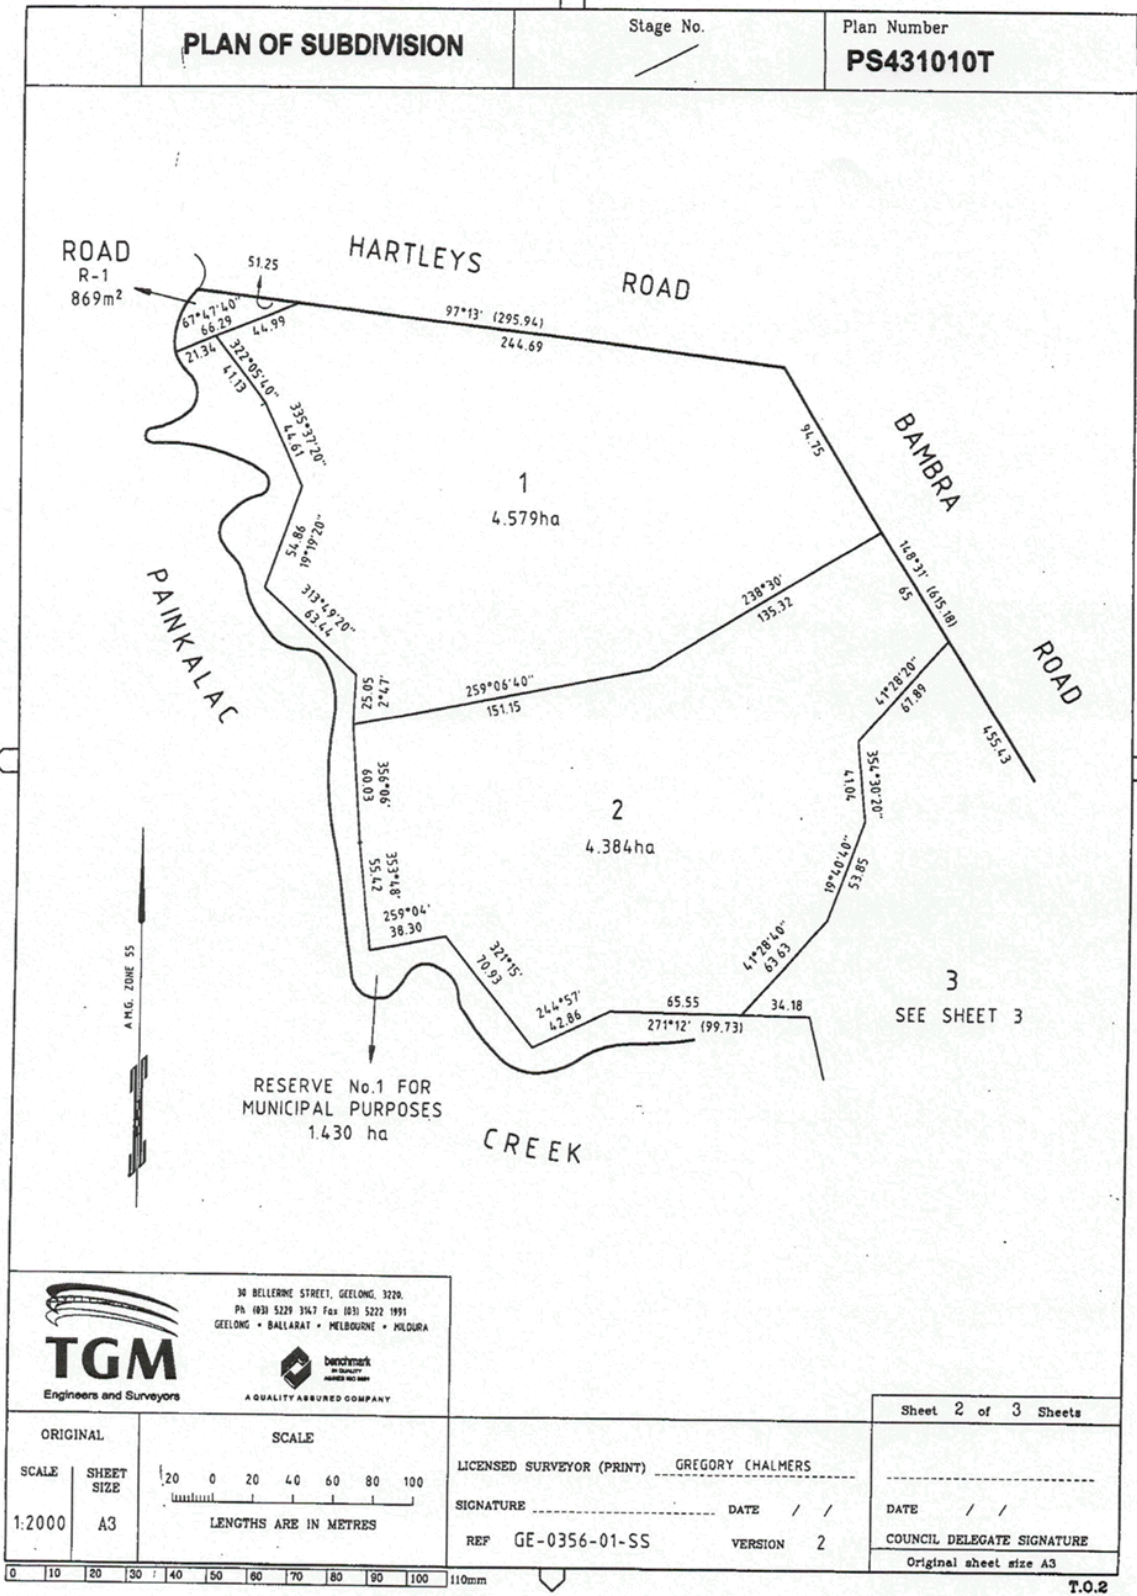 PLAN OF SUBDIVISION
Stage No.
Plan Number
PS431010T
ROAD
R-1
869m²
51.25
HARTLEYS
ROAD
67°47'40"
66.29
44.99
21.34
97°13' (295.94)
244.69
322°05'40"
41.13
335°37'20"
44.61
94.75
BAMBRA
1
4.579ha
54.86
19°19'20"
313°49'20"
63.44
238°30'
135.32
148°31' (615.18)
65
ROAD
PAINKALAC
25.05
2°47'
259°06'40"
151.15
41°28'20"
67.89
455.43
356°06'
60.03
354°30'20"
41.04
2
4.384ha
353°48'
55.42
19°40'40"
53.85
259°04'
38.30
321°15'
70.93
41°28'40"
63.63
A.M.G. ZONE 55
244°57'
42.86
65.55
34.18
271°12' (99.73)
3
SEE SHEET 3
RESERVE No.1 FOR
MUNICIPAL PURPOSES
1.430 ha
CREEK
30 BELLERINE STREET, GEELONG, 3220.
Ph (03) 5229 3147 Fax (03) 5222 1991
GEELONG • BALLARAT • MELBOURNE • MILDURA
TGM
Engineers and Surveyors
benchmark
IN QUALITY
A QUALITY ASSURED COMPANY
Sheet 2 of 3 Sheets
ORIGINAL
SCALE
SHEET
SIZE
1:2000
A3
SCALE
20 0 20 40 60 80 100
LENGTHS ARE IN METRES
LICENSED SURVEYOR (PRINT) GREGORY CHALMERS
SIGNATURE DATE / /
REF GE-0356-01-SS VERSION 2
DATE / /
COUNCIL DELEGATE SIGNATURE
Original sheet size A3
0 10 20 30 40 50 60 70 80 90 100 110mm
T.O.2